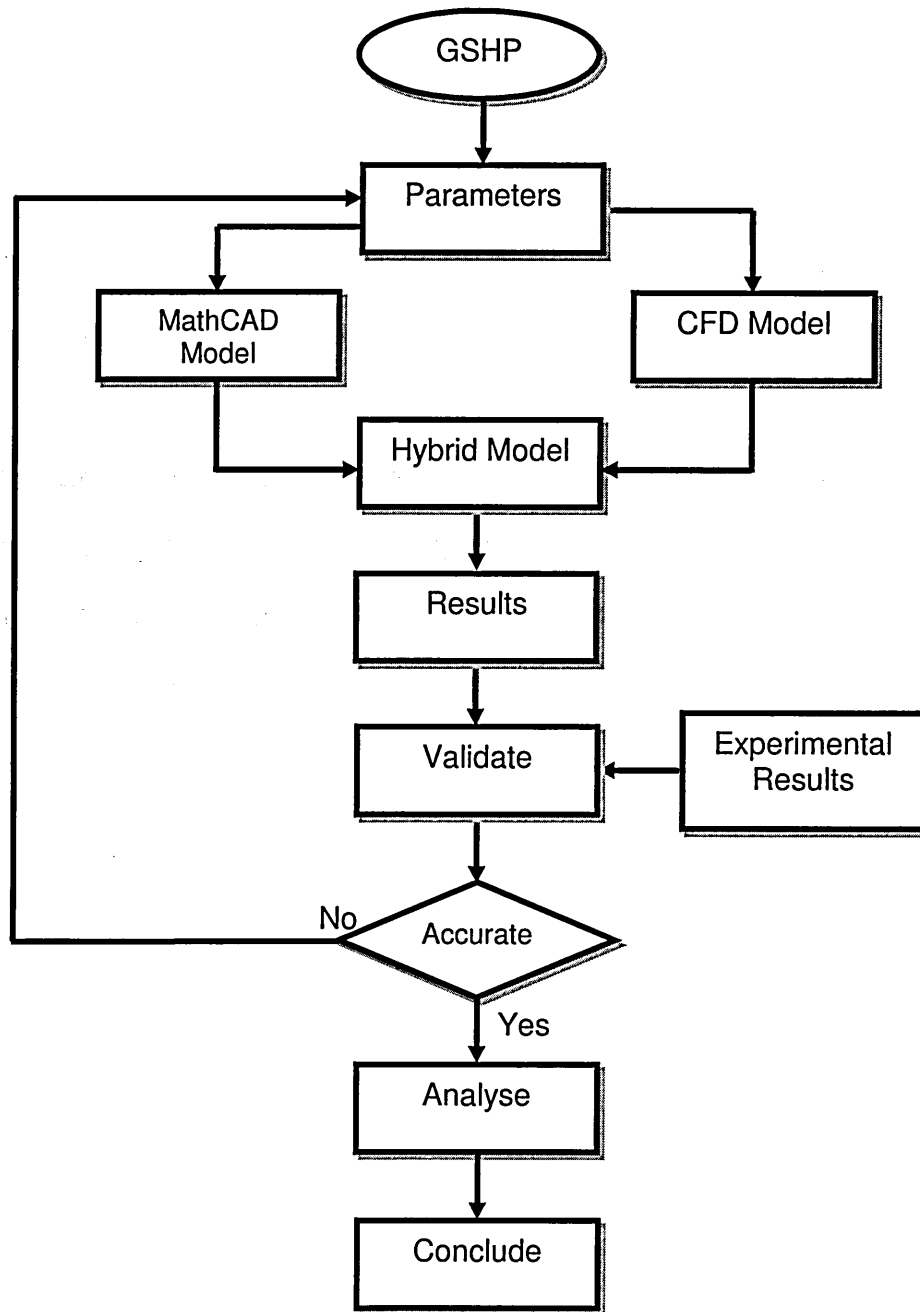 GSHP
Parameters
MathCAD
Model
CFD Model
Hybrid Model
Results
Validate
Experimental
Results
No
Accurate
Yes
Analyse
Conclude